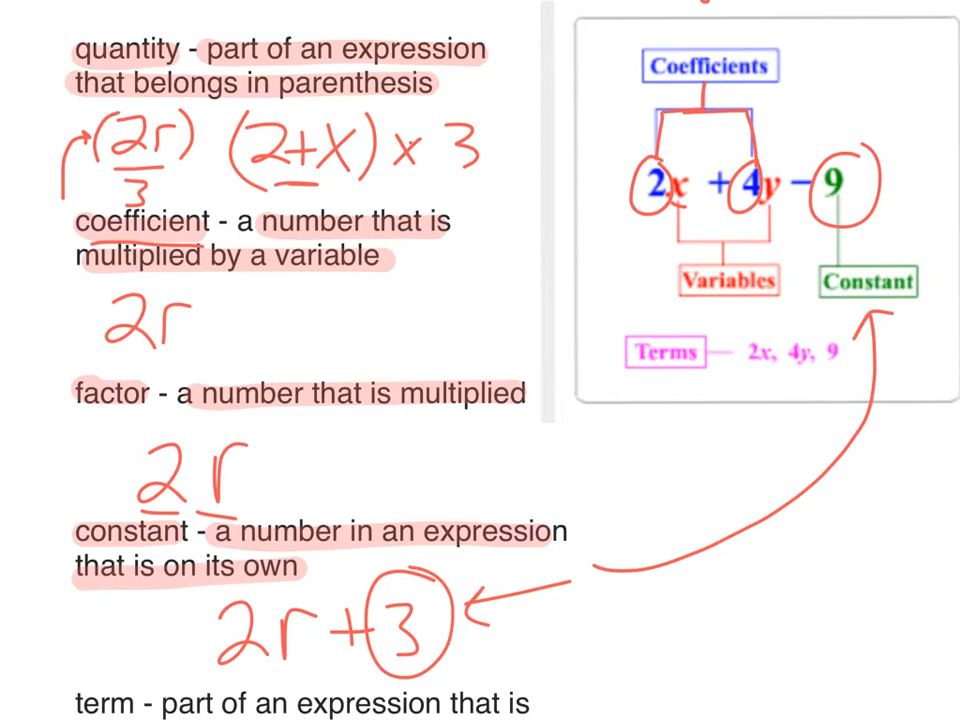 quantity - part of an expression
that belongs in parenthesis
(2r)
3
(2+x) x 3
coefficient - a number that is
multiplied by a variable
2r
factor - a number that is multiplied
2 r
constant - a number in an expression
that is on its own
2r+3
term - part of an expression that is
Coefficients
2x + 4y - 9
Variables
Constant
Terms — 2x, 4y, 9